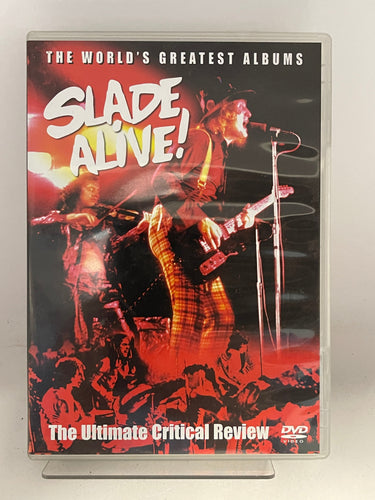 THE WORLD'S GREATEST ALBUMS
SLADE
ALIVE!
The Ultimate Critical Review
DVD
VIDEO